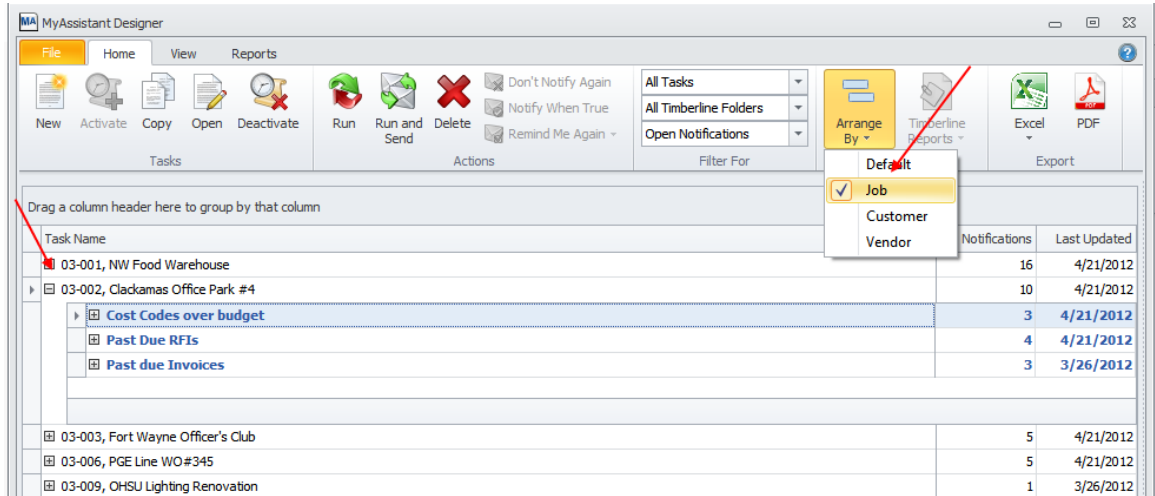 MA MyAssistant Designer
File Home View Reports
New Activate Copy Open Deactivate
Tasks
Run Run and Send Delete
Don't Notify Again
Notify When True
Remind Me Again
Actions
All Tasks
All Timberline Folders
Open Notifications
Filter For
Arrange By
Timberline Reports
Excel PDF
Export
Default
Job
Customer
Vendor
Drag a column header here to group by that column
Task Name Notifications Last Updated
03-001, NW Food Warehouse 16 4/21/2012
03-002, Clackamas Office Park #4 10 4/21/2012
Cost Codes over budget 3 4/21/2012
Past Due RFIs 4 4/21/2012
Past due Invoices 3 3/26/2012
03-003, Fort Wayne Officer's Club 5 4/21/2012
03-006, PGE Line WO#345 5 4/21/2012
03-009, OHSU Lighting Renovation 1 3/26/2012